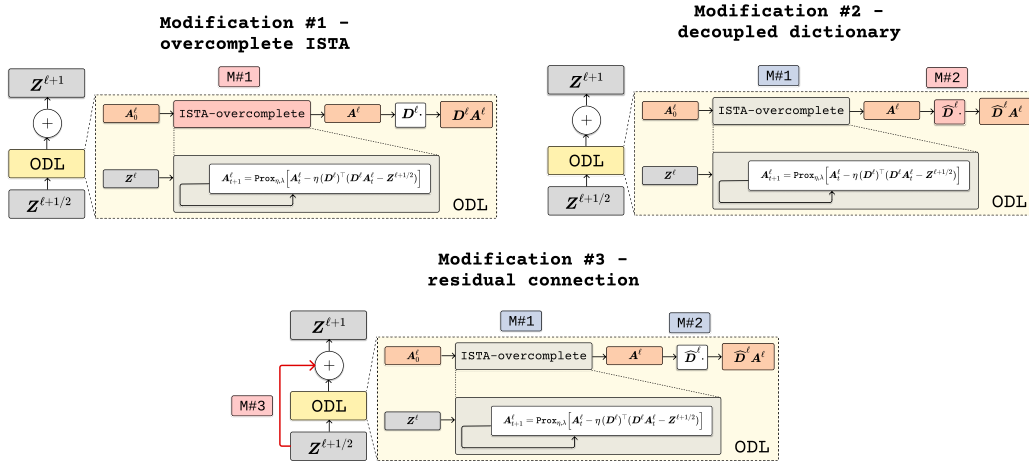 Modification #1 -
overcomplete ISTA
M#1
Z^{ℓ+1}
+
ODL
Z^{ℓ+1/2}
A_0^ℓ
ISTA-overcomplete
A^ℓ
D^ℓ·
D^ℓ A^ℓ
Z^ℓ
A_{t+1}^ℓ = Prox_{η,λ}[A_t^ℓ − η (D^ℓ)^⊤ (D^ℓ A_t^ℓ − Z^{ℓ+1/2})]
ODL
Modification #2 -
decoupled dictionary
M#1
M#2
Z^{ℓ+1}
+
ODL
Z^{ℓ+1/2}
A_0^ℓ
ISTA-overcomplete
A^ℓ
D̂^ℓ·
D̂^ℓ A^ℓ
Z^ℓ
A_{t+1}^ℓ = Prox_{η,λ}[A_t^ℓ − η (D^ℓ)^⊤ (D^ℓ A_t^ℓ − Z^{ℓ+1/2})]
ODL
Modification #3 -
residual connection
M#1
M#2
M#3
Z^{ℓ+1}
+
ODL
Z^{ℓ+1/2}
A_0^ℓ
ISTA-overcomplete
A^ℓ
D̂^ℓ·
D̂^ℓ A^ℓ
Z^ℓ
A_{t+1}^ℓ = Prox_{η,λ}[A_t^ℓ − η (D^ℓ)^⊤ (D^ℓ A_t^ℓ − Z^{ℓ+1/2})]
ODL